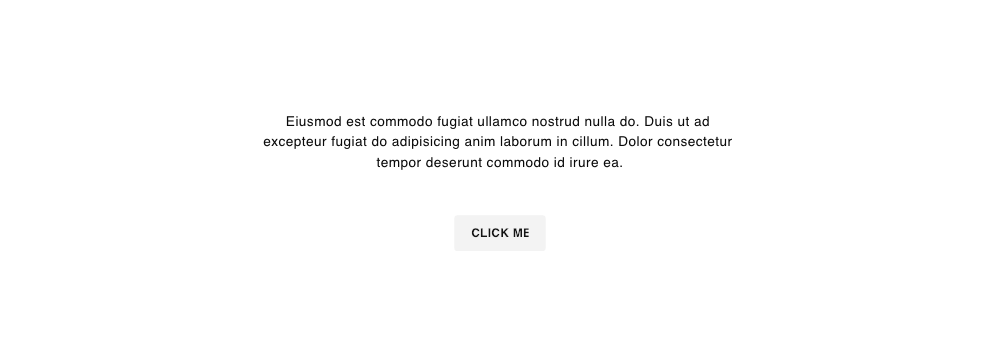 Eiusmod est commodo fugiat ullamco nostrud nulla do. Duis ut ad
excepteur fugiat do adipisicing anim laborum in cillum. Dolor consectetur
tempor deserunt commodo id irure ea.
CLICK ME